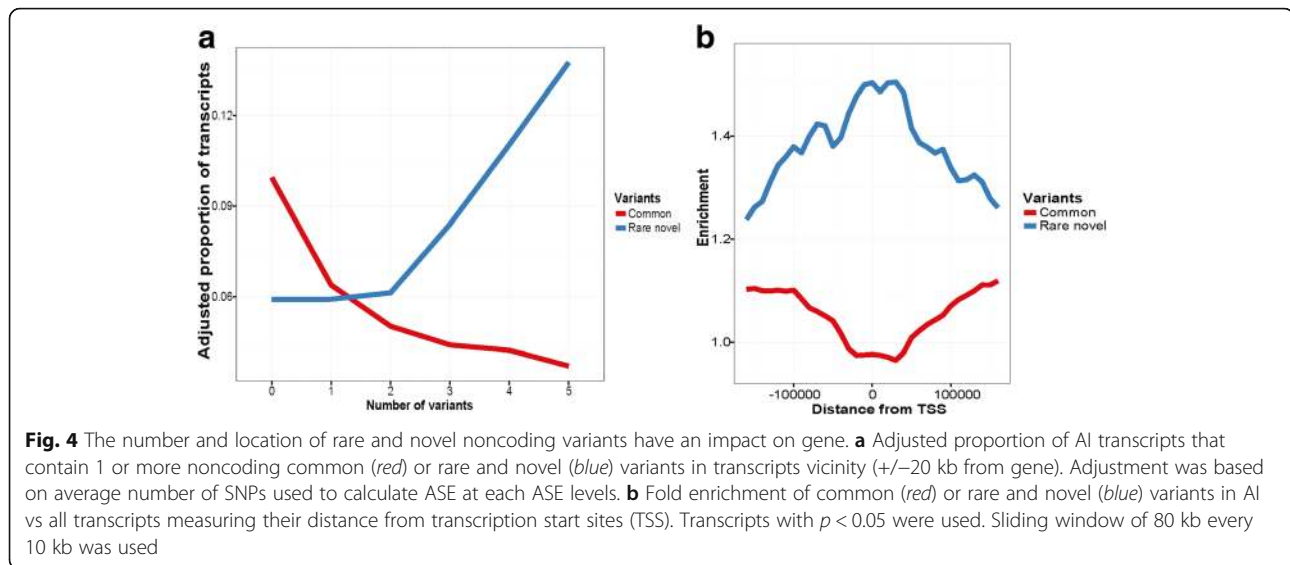 a
Adjusted proportion of transcripts
0.12
0.09
0.06
0 1 2 3 4 5
Number of variants
Variants
Common
Rare novel
b
Enrichment
1.4
1.2
1.0
-100000 0 100000
Distance from TSS
Variants
Common
Rare novel
Fig. 4 The number and location of rare and novel noncoding variants have an impact on gene. a Adjusted proportion of AI transcripts that
contain 1 or more noncoding common (red) or rare and novel (blue) variants in transcripts vicinity (+/−20 kb from gene). Adjustment was based
on average number of SNPs used to calculate ASE at each ASE levels. b Fold enrichment of common (red) or rare and novel (blue) variants in AI
vs all transcripts measuring their distance from transcription start sites (TSS). Transcripts with p < 0.05 were used. Sliding window of 80 kb every
10 kb was used